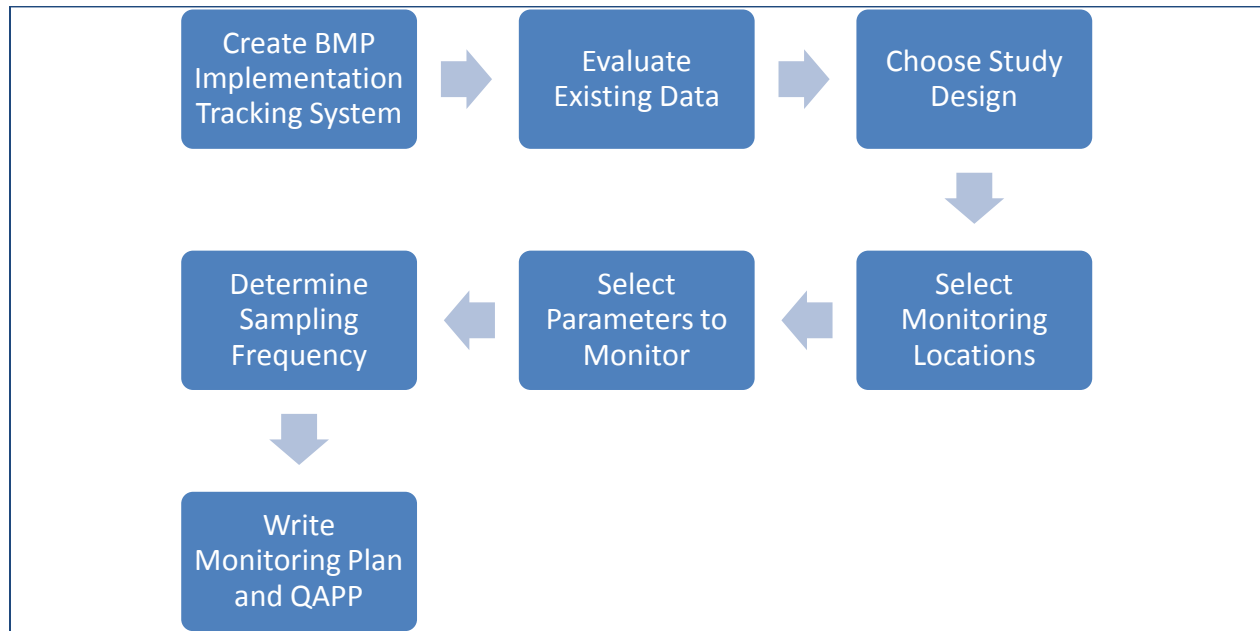 Create BMP
Implementation
Tracking System
Evaluate
Existing Data
Choose Study
Design
Select
Monitoring
Locations
Select
Parameters to
Monitor
Determine
Sampling
Frequency
Write
Monitoring Plan
and QAPP